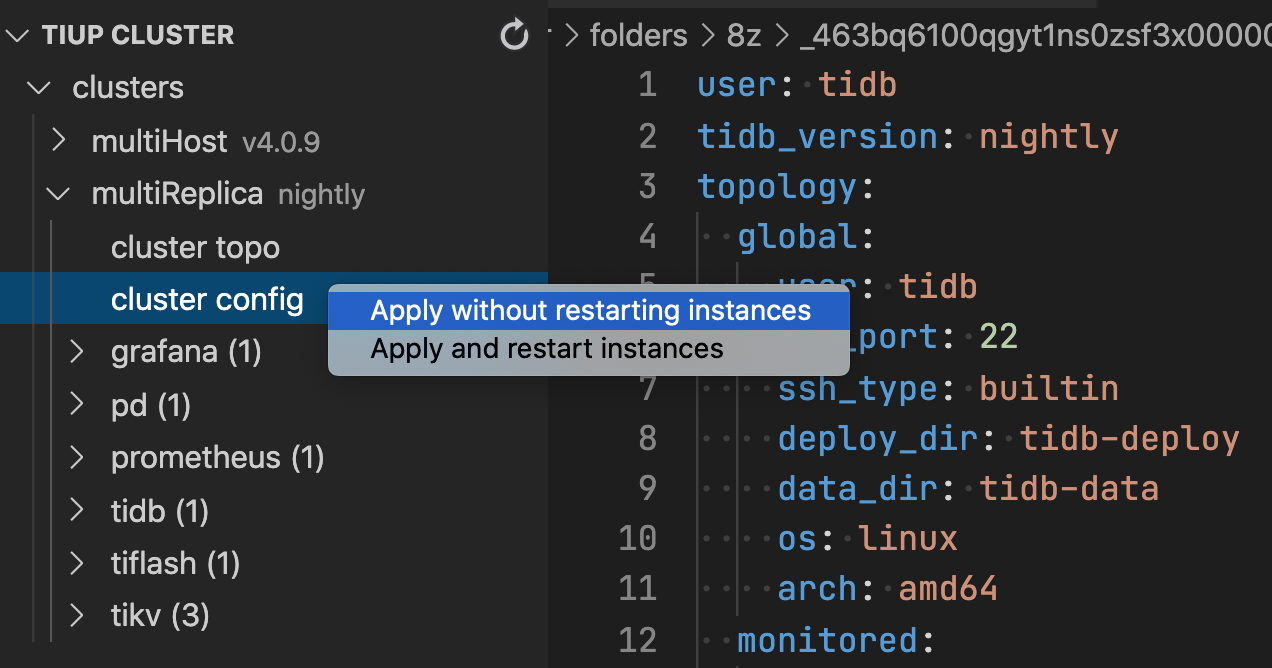 TIUP CLUSTER
clusters
multiHost v4.0.9
multiReplica nightly
cluster topo
cluster config
grafana (1)
pd (1)
prometheus (1)
tidb (1)
tiflash (1)
tikv (3)
Apply without restarting instances
Apply and restart instances
> folders > 8z > _463bq6100qgyt1ns0zsf3x00000
1 user: tidb
2 tidb_version: nightly
3 topology:
4 global:
5 user: tidb
_port: 22
7 ssh_type: builtin
8 deploy_dir: tidb-deploy
9 data_dir: tidb-data
10 os: linux
11 arch: amd64
12 monitored: